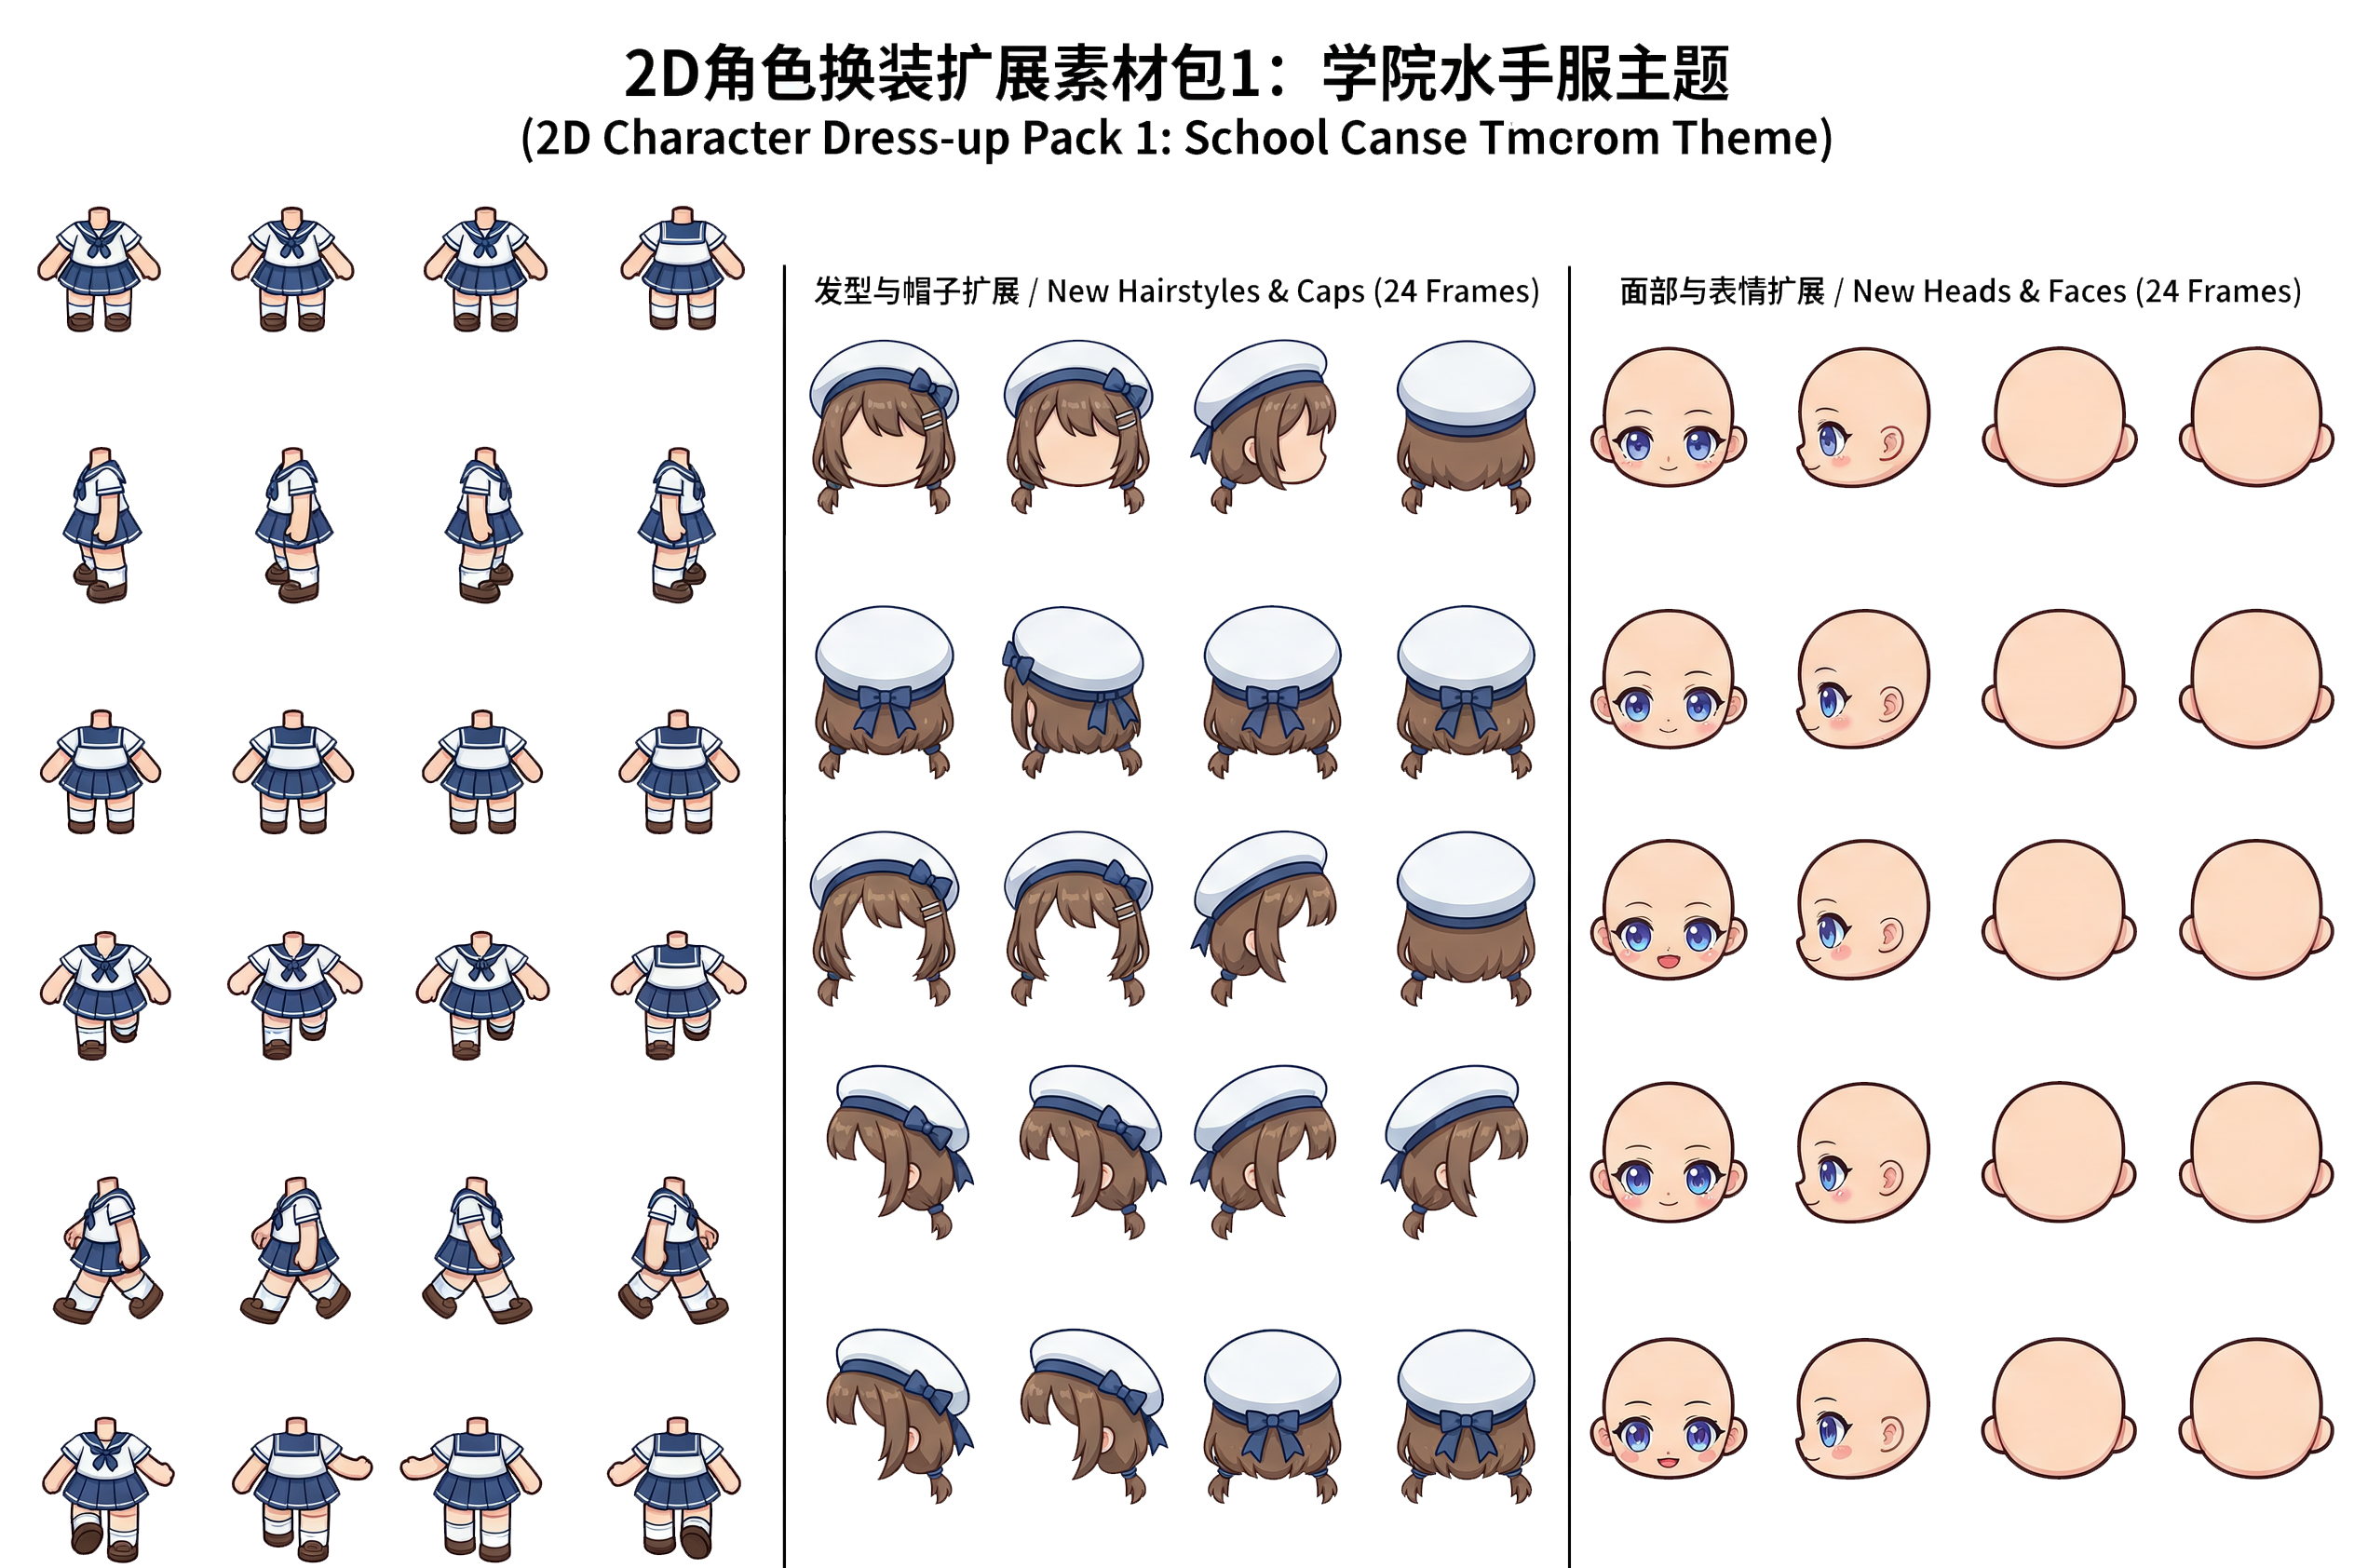 2D角色换装扩展素材包1：学院水手服主题
(2D Character Dress-up Pack 1: School Canse Tmcrom Theme)
发型与帽子扩展 / New Hairstyles & Caps (24 Frames)
面部与表情扩展 / New Heads & Faces (24 Frames)